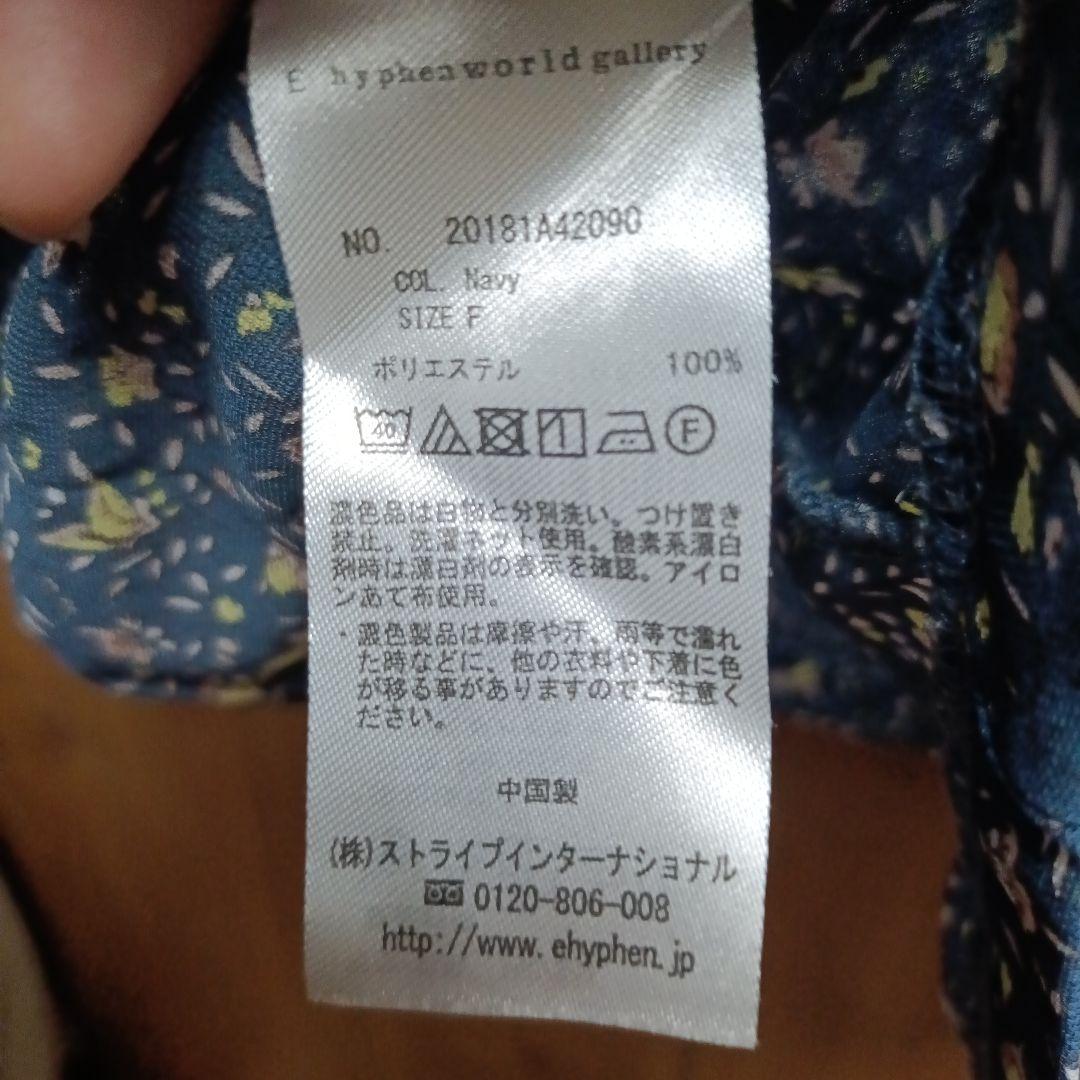 E hyphen world gallery
NO. 20181A42090
COL. Navy
SIZE F
ポリエステル 100%
40
F
濃色品は白物と分別洗い。つけ置き
禁止。洗濯ネット使用。酸素系漂白
剤時は漂白剤の表示を確認。アイロ
ンあて布使用。
・濃色製品は摩擦や汗、雨等で濡れ
た時などに、他の衣料や下着に色
が移る事がありますのでご注意く
ださい。
中国製
(株)ストライプインターナショナル
0120-806-008
http://www.ehyphen.jp